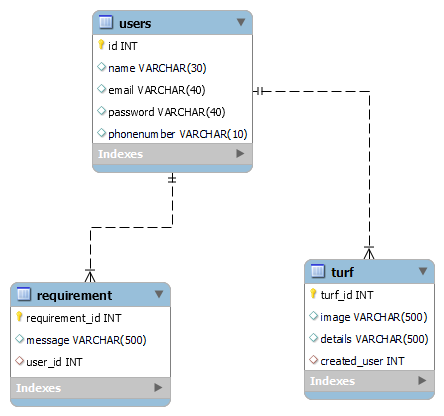 users
id INT
name VARCHAR(30)
email VARCHAR(40)
password VARCHAR(40)
phonenumber VARCHAR(10)
Indexes
requirement
requirement_id INT
message VARCHAR(500)
user_id INT
Indexes
turf
turf_id INT
image VARCHAR(500)
details VARCHAR(500)
created_user INT
Indexes